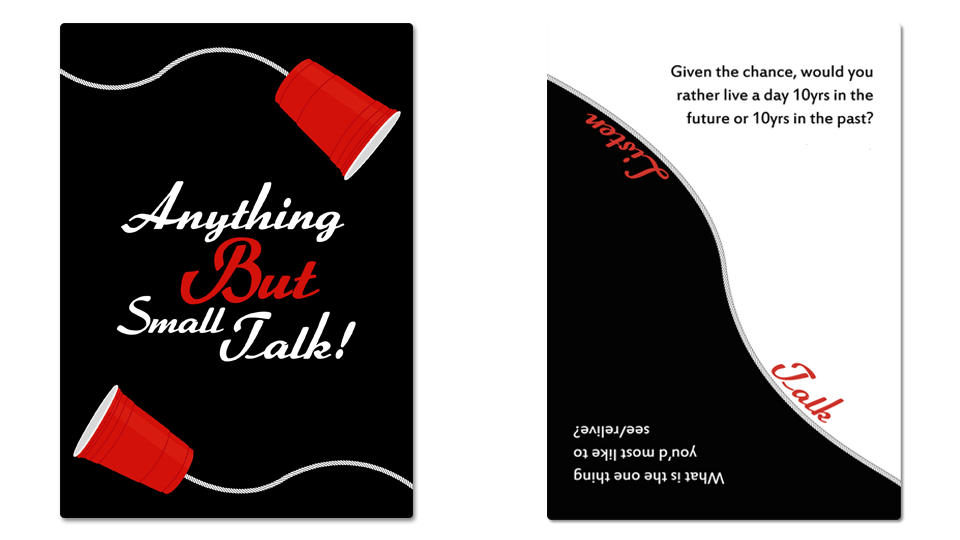 Anything
But
Small Talk!
Given the chance, would you
rather live a day 10yrs in the
future or 10yrs in the past?
Listen
Talk
What is the one thing
you'd most like to
see/relive?